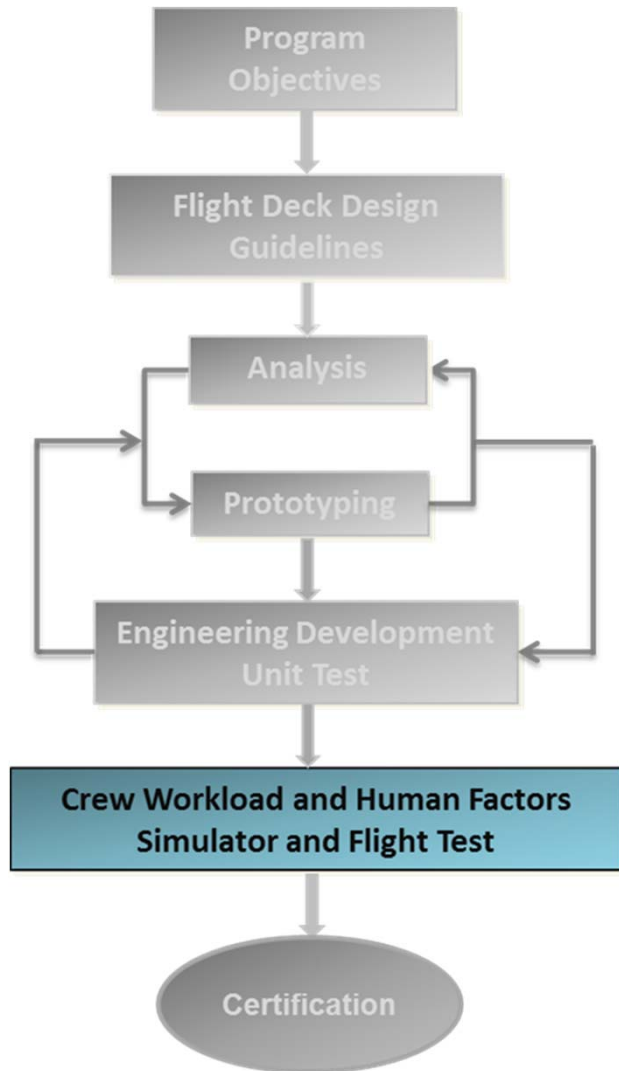 Program
Objectives
Flight Deck Design
Guidelines
Analysis
Prototyping
Engineering Development
Unit Test
Crew Workload and Human Factors
Simulator and Flight Test
Certification